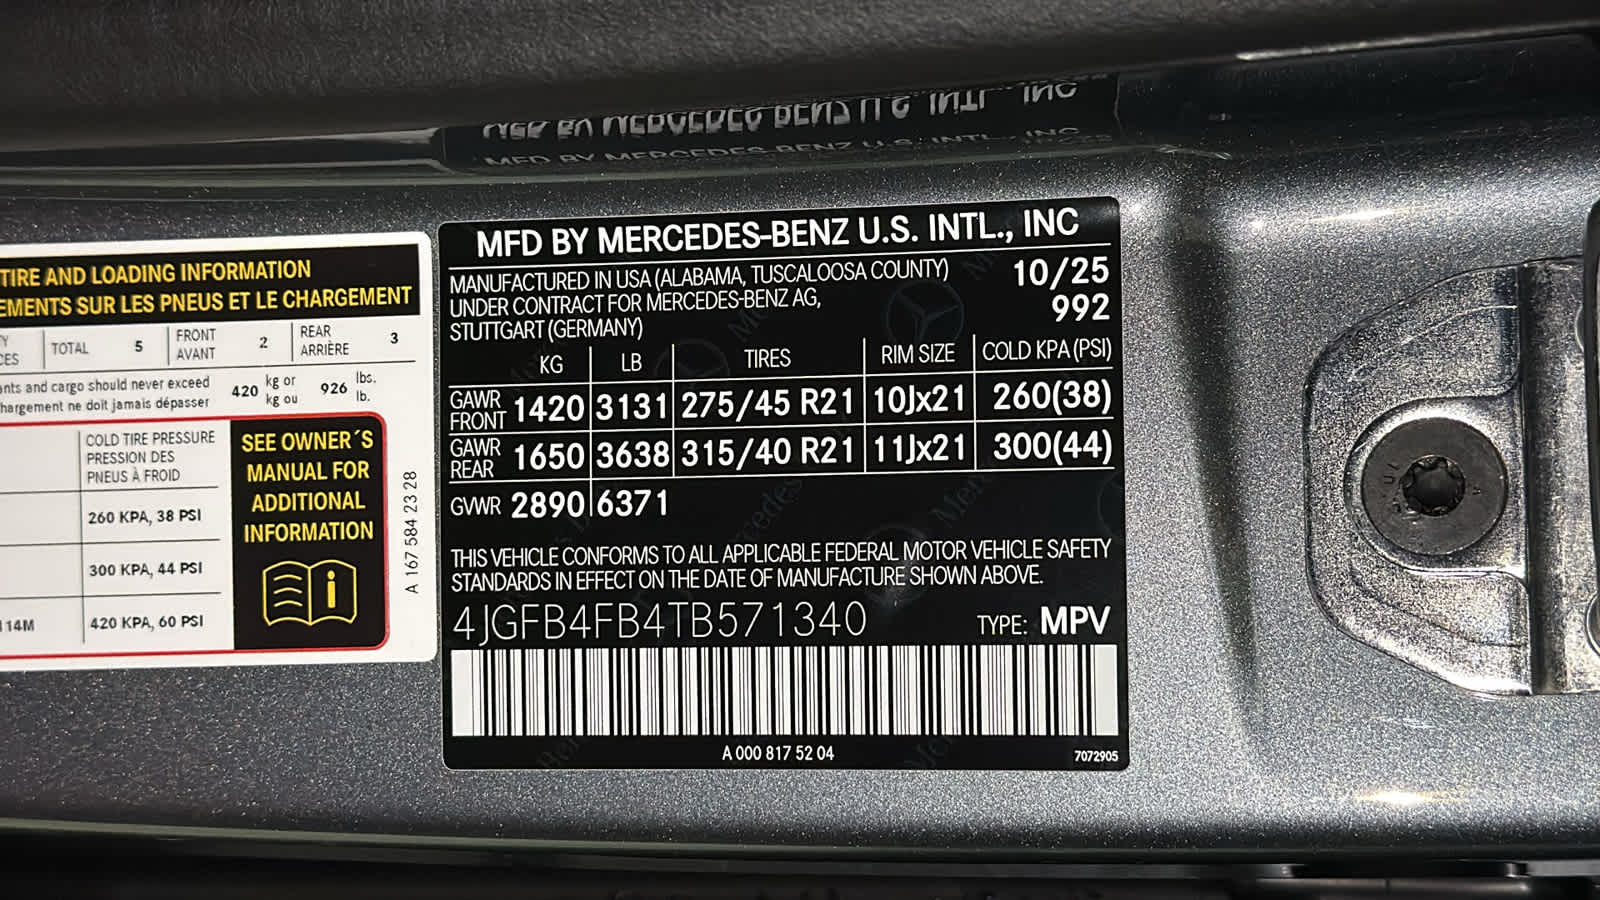 TIRE AND LOADING INFORMATION
EMENTS SUR LES PNEUS ET LE CHARGEMENT
TOTAL 5 FRONT AVANT 2 REAR ARRIÈRE 3
ants and cargo should never exceed 420 kg or 926 lbs.
hargement ne doit jamais dépasser kg ou lb.
COLD TIRE PRESSURE
PRESSION DES
PNEUS À FROID
260 KPA, 38 PSI
300 KPA, 44 PSI
114M 420 KPA, 60 PSI
SEE OWNER´S
MANUAL FOR
ADDITIONAL
INFORMATION
A 167 584 23 28
MFD BY MERCEDES-BENZ U.S. INTL., INC
MANUFACTURED IN USA (ALABAMA, TUSCALOOSA COUNTY) 10/25
UNDER CONTRACT FOR MERCEDES-BENZ AG, 992
STUTTGART (GERMANY)
KG LB TIRES RIM SIZE COLD KPA (PSI)
GAWR FRONT 1420 3131 275/45 R21 10Jx21 260(38)
GAWR REAR 1650 3638 315/40 R21 11Jx21 300(44)
GVWR 2890 6371
THIS VEHICLE CONFORMS TO ALL APPLICABLE FEDERAL MOTOR VEHICLE SAFETY
STANDARDS IN EFFECT ON THE DATE OF MANUFACTURE SHOWN ABOVE.
4JGFB4FB4TB571340 TYPE: MPV
A 000 817 52 04 7072905